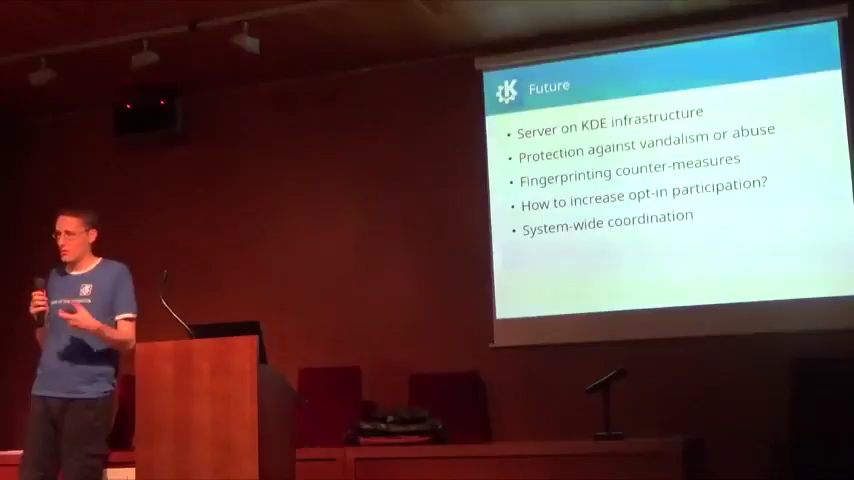 Future
• Server on KDE infrastructure
• Protection against vandalism or abuse
• Fingerprinting counter-measures
• How to increase opt-in participation?
• System-wide coordination